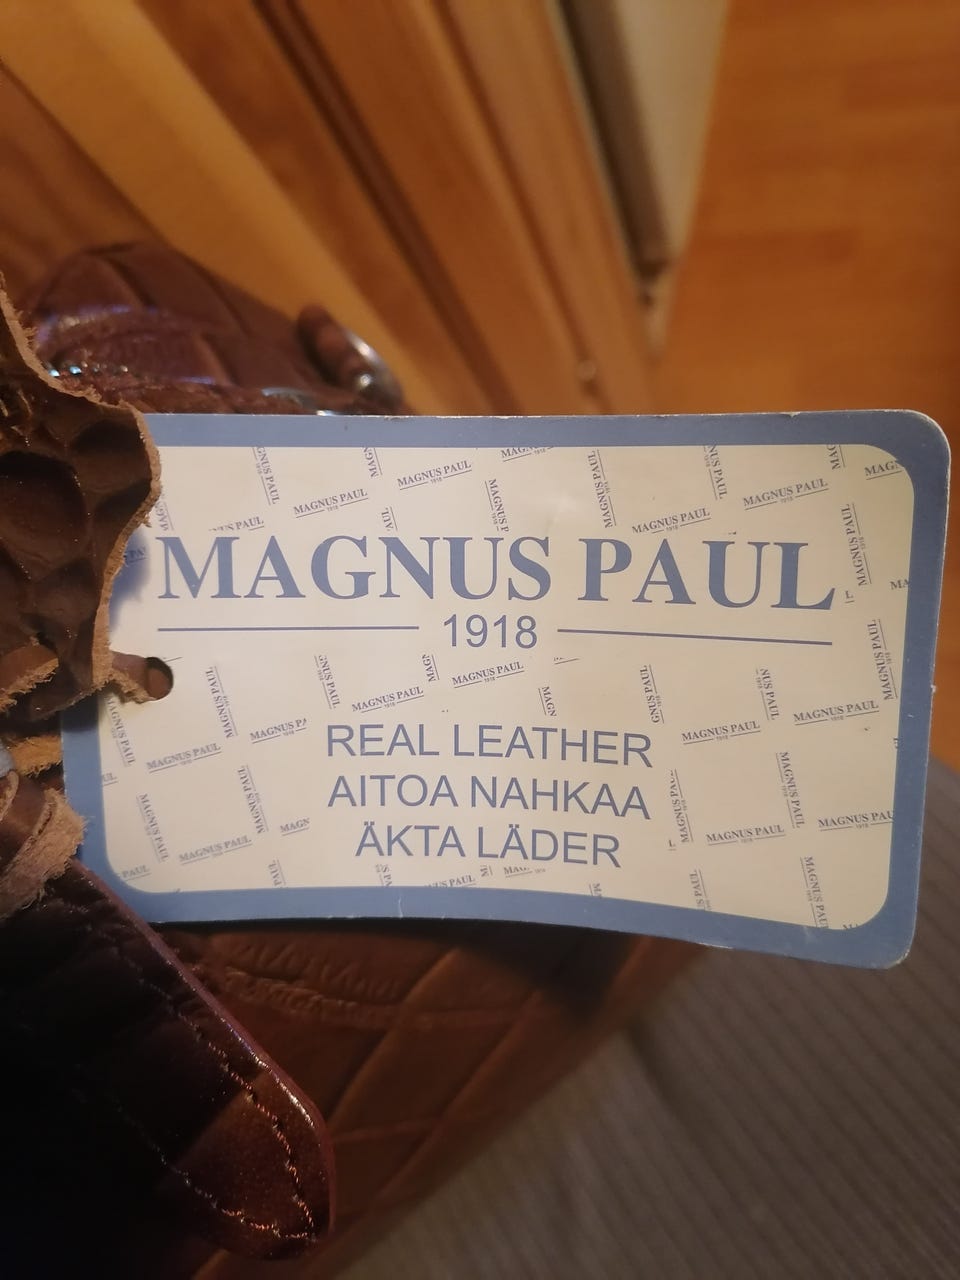 MAGNUS PAUL
1918
REAL LEATHER
AITOA NAHKAA
ÄKTA LÄDER